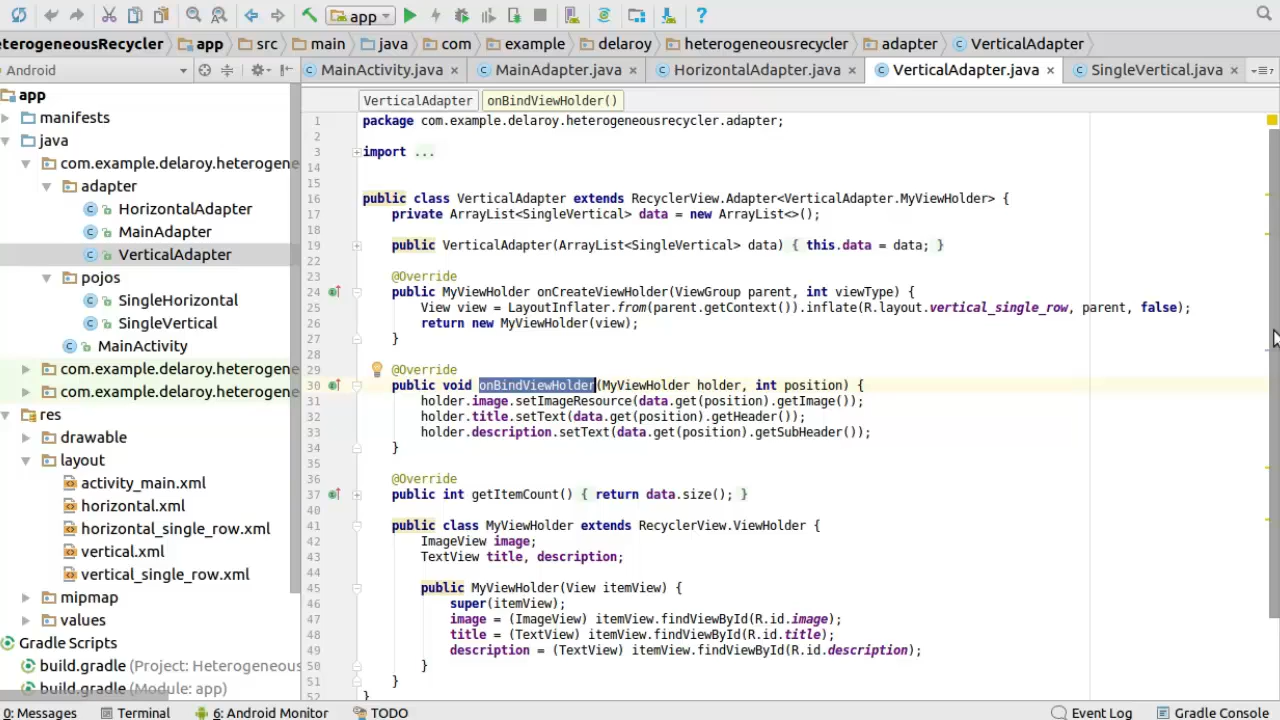 app
eterogeneousRecycler app src main java com example delaroy heterogeneousrecycler adapter VerticalAdapter
Android
MainActivity.java MainAdapter.java HorizontalAdapter.java VerticalAdapter.java SingleVertical.java
app
manifests
java
com.example.delaroy.heterogene
adapter
HorizontalAdapter
MainAdapter
VerticalAdapter
pojos
SingleHorizontal
SingleVertical
MainActivity
com.example.delaroy.heterogene
com.example.delaroy.heterogene
res
drawable
layout
activity_main.xml
horizontal.xml
horizontal_single_row.xml
vertical.xml
vertical_single_row.xml
mipmap
values
Gradle Scripts
build.gradle (Project: Heterogeneous
build.gradle (Module: app)
VerticalAdapter onBindViewHolder()
1 package com.example.delaroy.heterogeneousrecycler.adapter;
2
3 import ...
14
15
16 public class VerticalAdapter extends RecyclerView.Adapter<VerticalAdapter.MyViewHolder> {
17 private ArrayList<SingleVertical> data = new ArrayList<>();
18
19 public VerticalAdapter(ArrayList<SingleVertical> data) { this.data = data; }
22
23 @Override
24 public MyViewHolder onCreateViewHolder(ViewGroup parent, int viewType) {
25 View view = LayoutInflater.from(parent.getContext()).inflate(R.layout.vertical_single_row, parent, false);
26 return new MyViewHolder(view);
27 }
28
29 @Override
30 public void onBindViewHolder(MyViewHolder holder, int position) {
31 holder.image.setImageResource(data.get(position).getImage());
32 holder.title.setText(data.get(position).getHeader());
33 holder.description.setText(data.get(position).getSubHeader());
34 }
35
36 @Override
37 public int getItemCount() { return data.size(); }
40
41 public class MyViewHolder extends RecyclerView.ViewHolder {
42 ImageView image;
43 TextView title, description;
44
45 public MyViewHolder(View itemView) {
46 super(itemView);
47 image = (ImageView) itemView.findViewById(R.id.image);
48 title = (TextView) itemView.findViewById(R.id.title);
49 description = (TextView) itemView.findViewById(R.id.description);
50 }
51 }
52 }
0: Messages Terminal 6: Android Monitor TODO Event Log Gradle Console